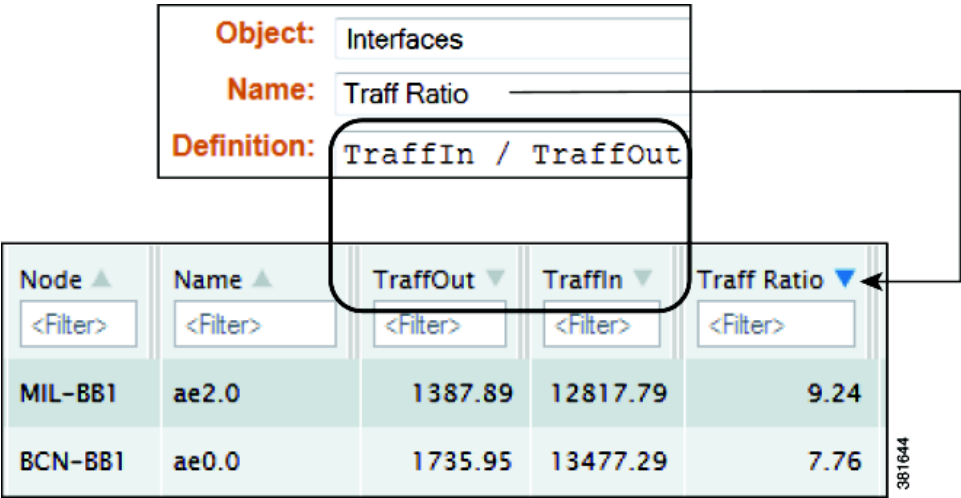 Object: Interfaces
Name: Traff Ratio
Definition: TraffIn / TraffOut
Node Name TraffOut TraffIn Traff Ratio
<Filter> <Filter> <Filter> <Filter> <Filter>
MIL-BB1 ae2.0 1387.89 12817.79 9.24
BCN-BB1 ae0.0 1735.95 13477.29 7.76
381644